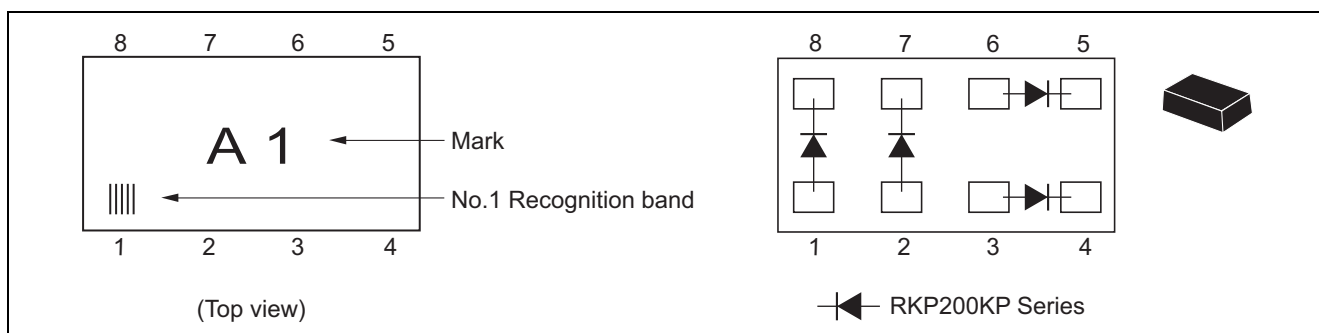 8 7 6 5
A 1
Mark
No.1 Recognition band
1 2 3 4
(Top view)
8 7 6 5
1 2 3 4
RKP200KP Series